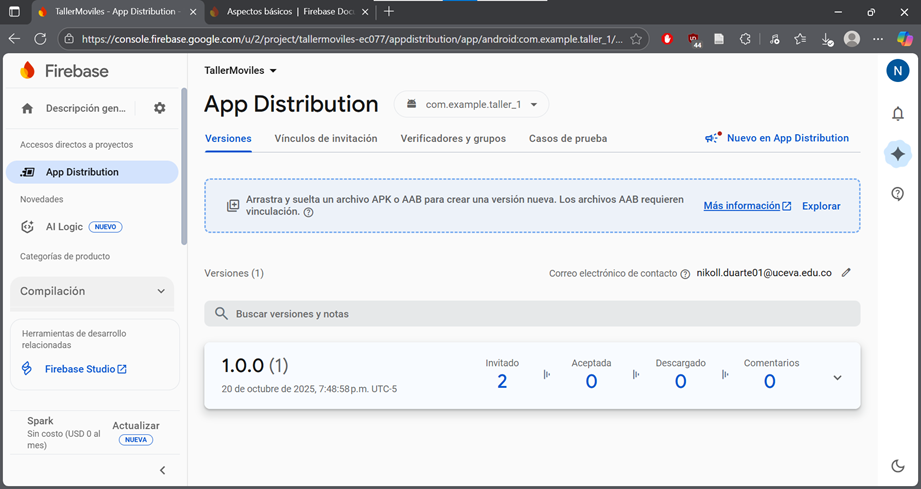 TallerMoviles - App Distribution -
Aspectos básicos | Firebase Doc
https://console.firebase.google.com/u/2/project/tallermoviles-ec077/appdistribution/app/android:com.example.taller_1/...
44
Firebase
Descripción gen...
Accesos directos a proyectos
App Distribution
Novedades
AI Logic NUEVO
Categorías de producto
Compilación
Herramientas de desarrollo
relacionadas
Firebase Studio
Spark
Sin costo (USD 0 al
mes)
Actualizar
NUEVA
TallerMoviles
App Distribution
com.example.taller_1
Versiones Vínculos de invitación Verificadores y grupos Casos de prueba
Nuevo en App Distribution
Arrastra y suelta un archivo APK o AAB para crear una versión nueva. Los archivos AAB requieren
vinculación.
Más información Explorar
Versiones (1)
Correo electrónico de contacto nikoll.duarte01@uceva.edu.co
Buscar versiones y notas
1.0.0 (1)
20 de octubre de 2025, 7:48:58 p.m. UTC-5
Invitado Aceptada Descargado Comentarios
2 0 0 0
N